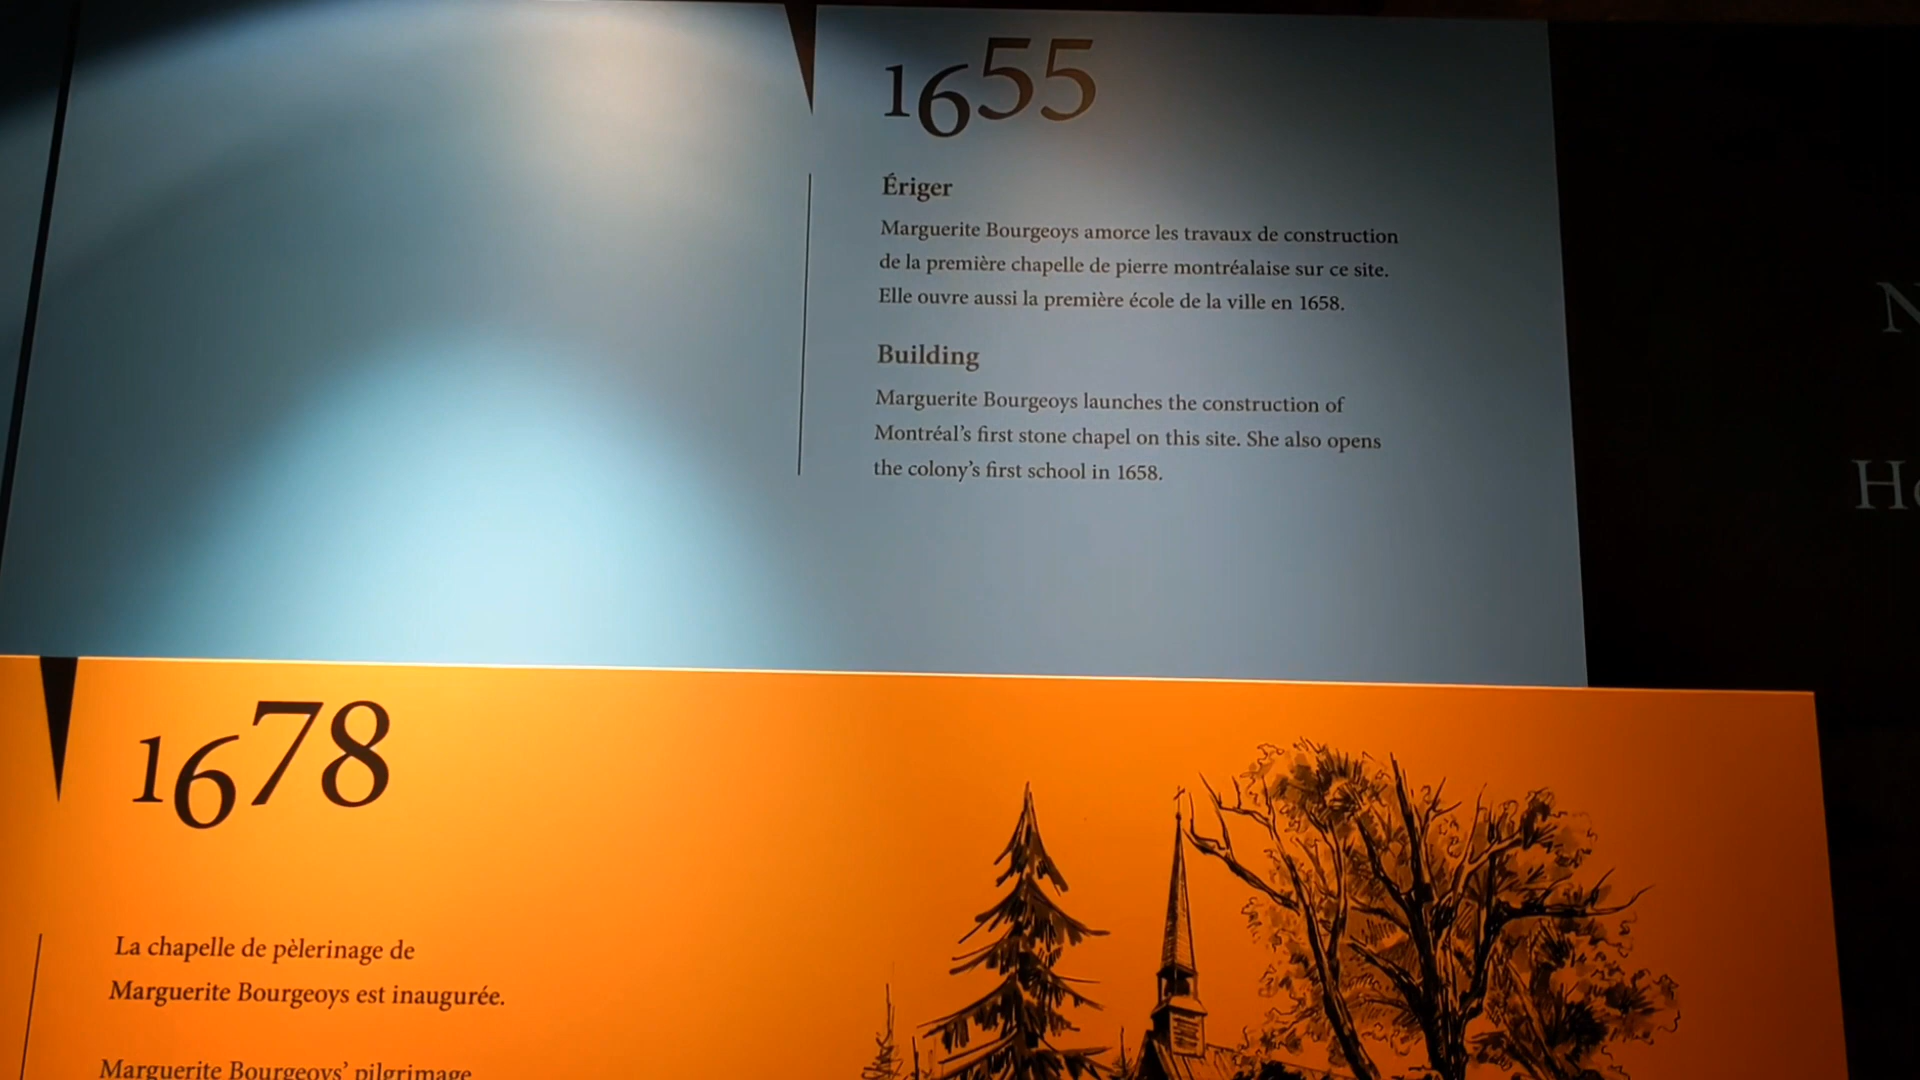 1655
Ériger
Marguerite Bourgeoys amorce les travaux de construction
de la première chapelle de pierre montréalaise sur ce site.
Elle ouvre aussi la première école de la ville en 1658.
Building
Marguerite Bourgeoys launches the construction of
Montréal's first stone chapel on this site. She also opens
the colony's first school in 1658.
1678
La chapelle de pèlerinage de
Marguerite Bourgeoys est inaugurée.
Marguerite Bourgeoys' pilgrimage